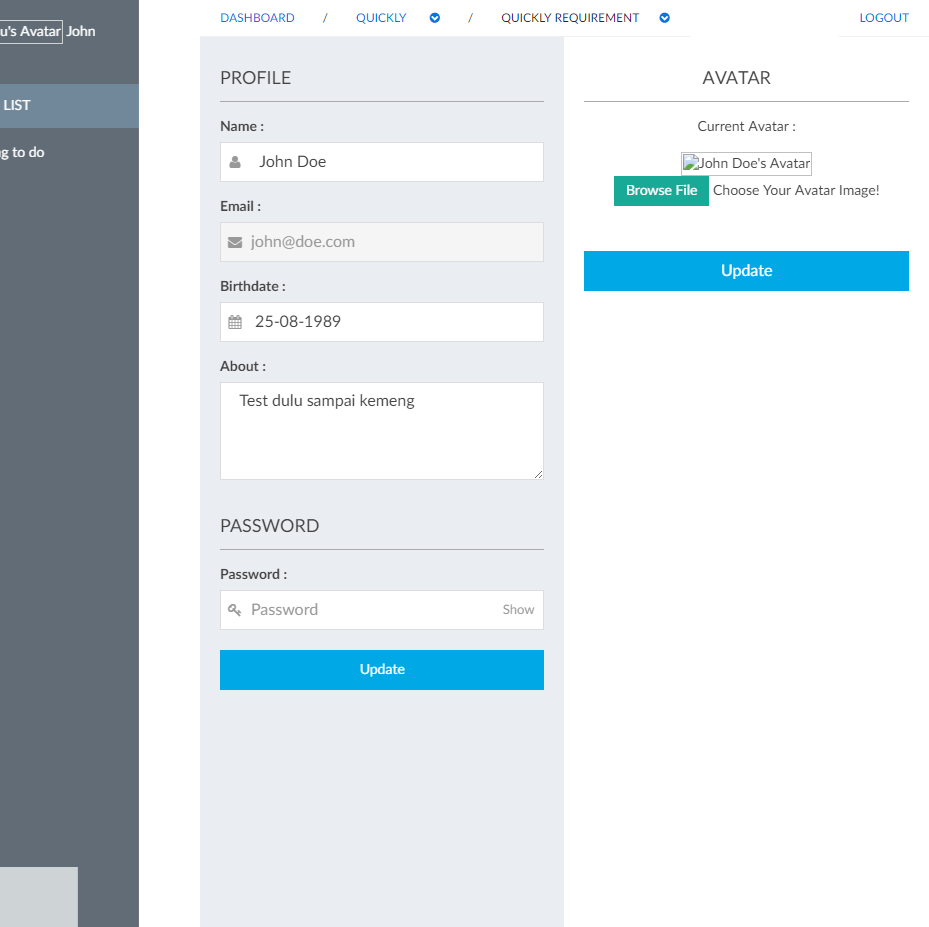 u's Avatar John
LIST
g to do
DASHBOARD / QUICKLY / QUICKLY REQUIREMENT LOGOUT
PROFILE
Name :
John Doe
Email :
john@doe.com
Birthdate :
25-08-1989
About :
Test dulu sampai kemeng
PASSWORD
Password :
Password Show
Update
AVATAR
Current Avatar :
John Doe's Avatar
Browse File Choose Your Avatar Image!
Update